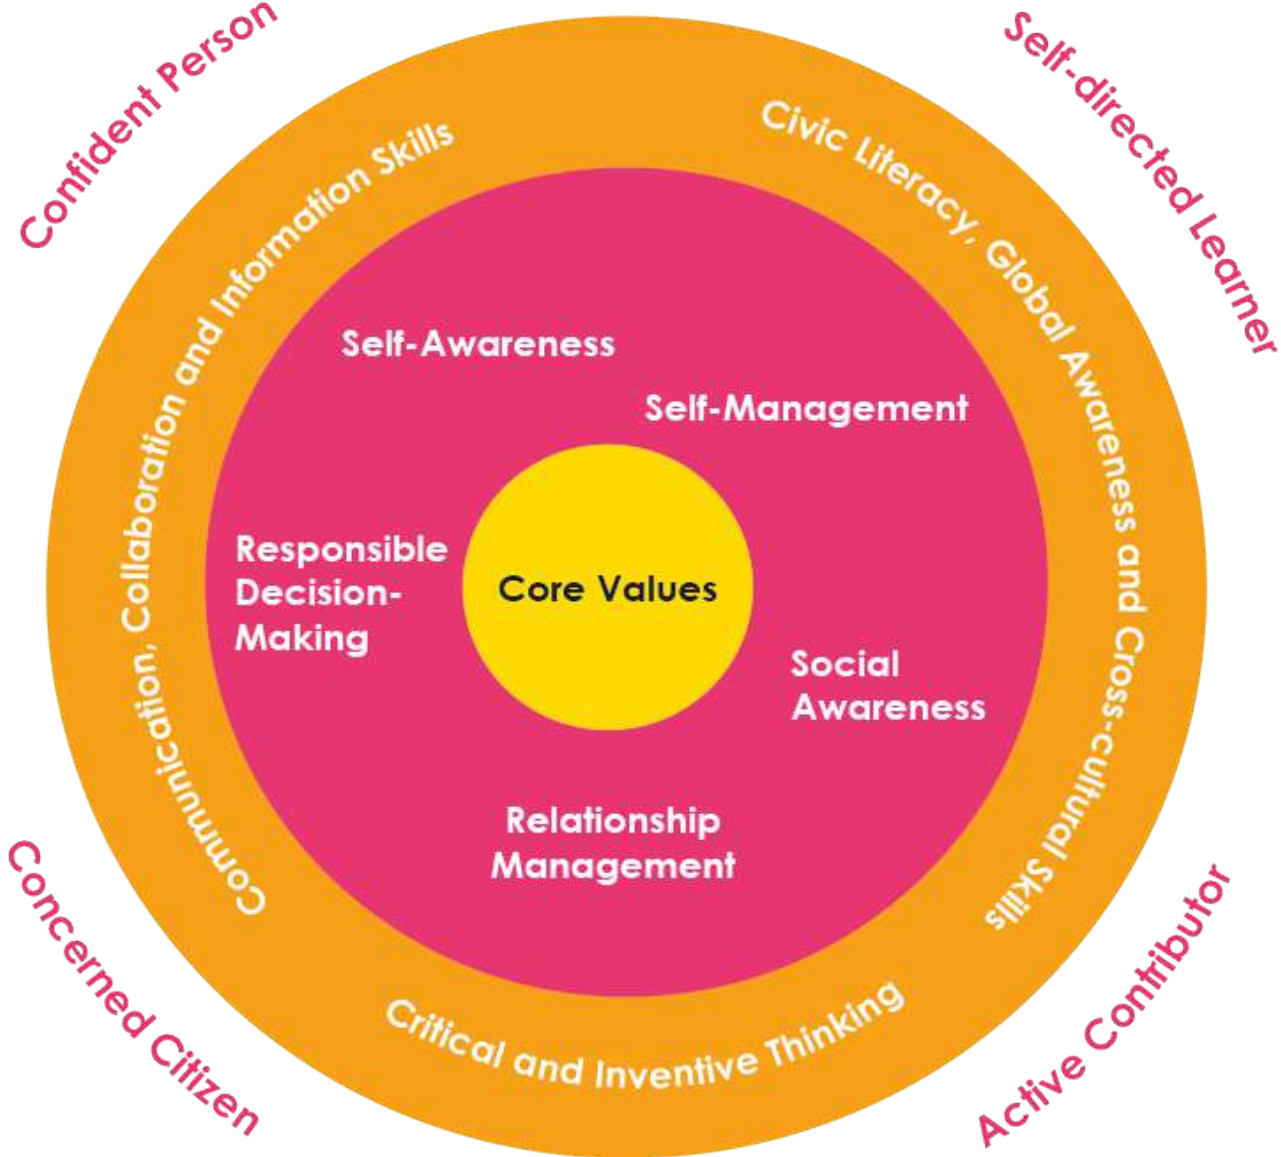 Confident Person
Self-directed Learner
Communication, Collaboration and Information Skills
Civic Literacy, Global Awareness and Cross-cultural Skills
Self-Awareness
Self-Management
Responsible
Decision-
Making
Core Values
Social
Awareness
Relationship
Management
Critical and Inventive Thinking
Concerned Citizen
Active Contributor